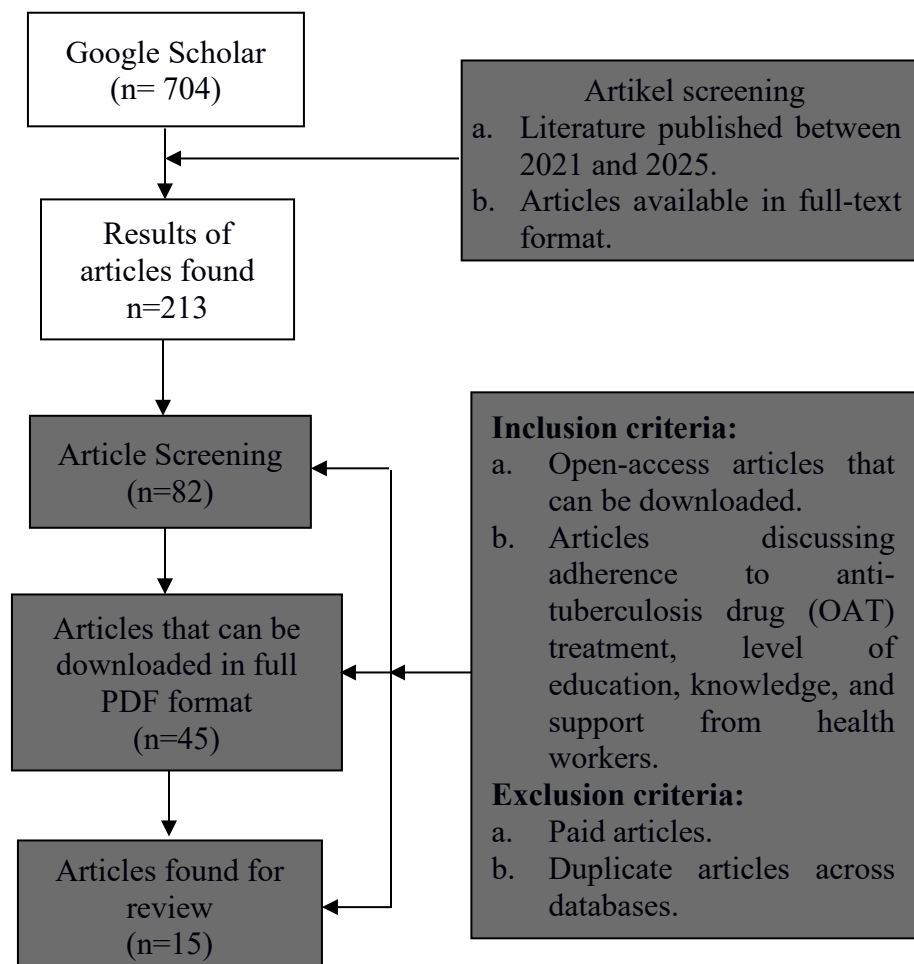 Google Scholar
(n= 704)
Artikel screening
a. Literature published between
2021 and 2025.
b. Articles available in full-text
format.
Results of
articles found
n=213
Article Screening
(n=82)
Articles that can be
downloaded in full
PDF format
(n=45)
Articles found for
review
(n=15)
Inclusion criteria:
a. Open-access articles that
can be downloaded.
b. Articles discussing
adherence to anti-
tuberculosis drug (OAT)
treatment, level of
education, knowledge, and
support from health
workers.
Exclusion criteria:
a. Paid articles.
b. Duplicate articles across
databases.